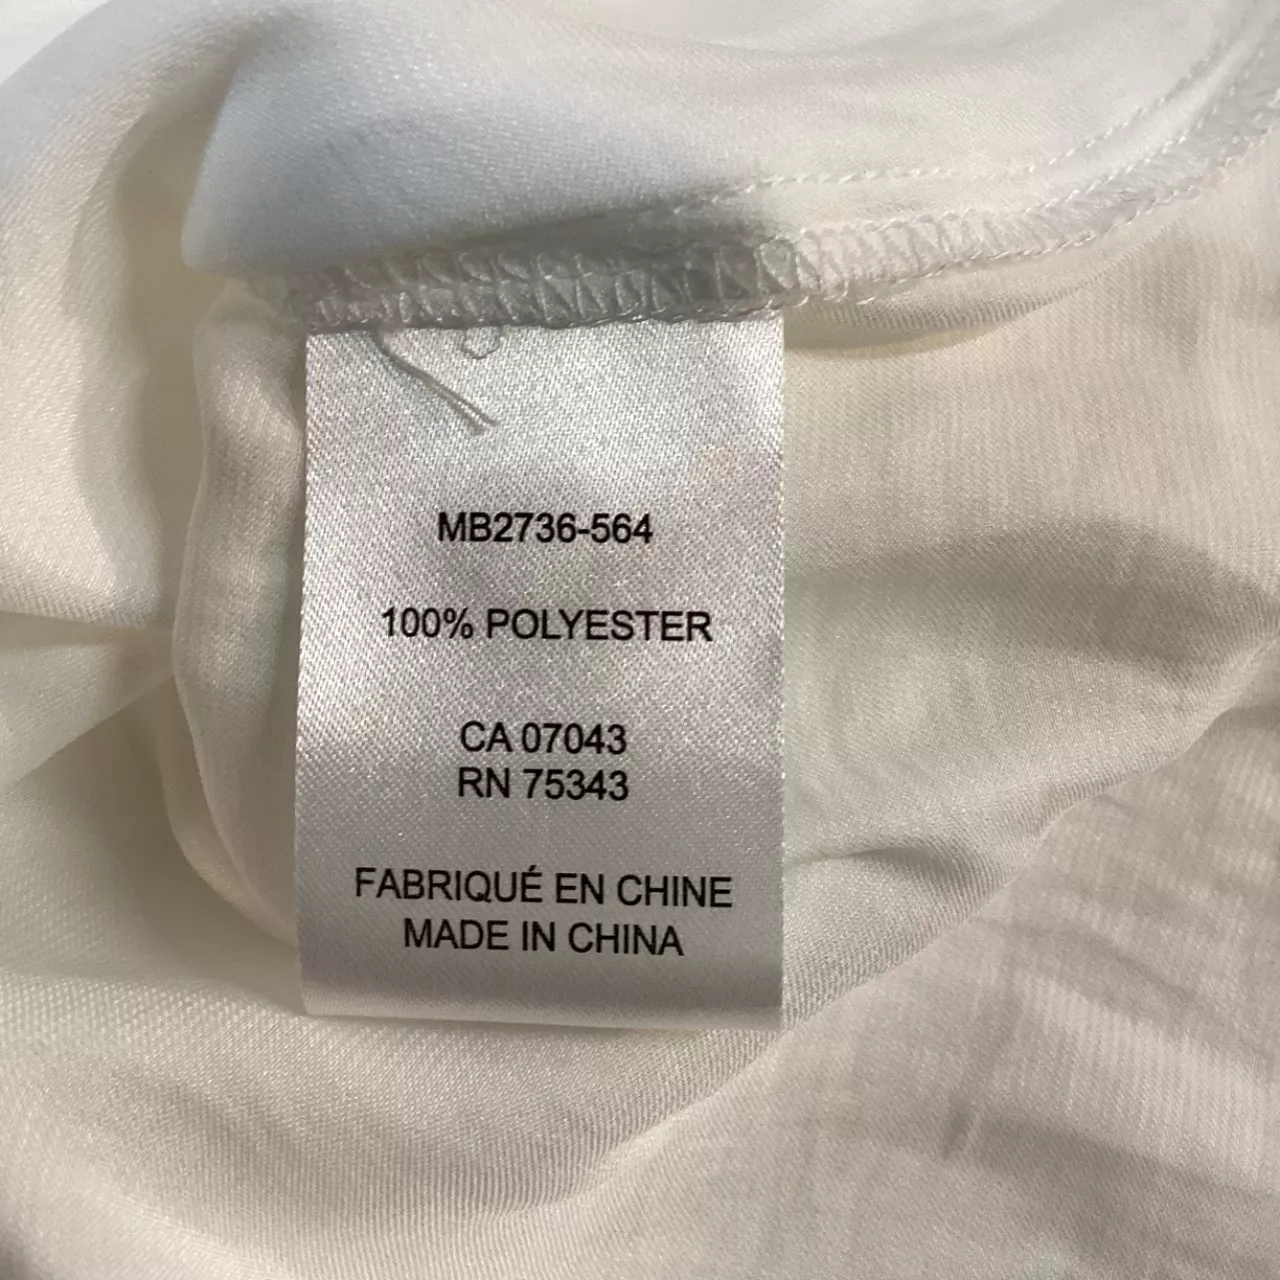 MB2736-564
100% POLYESTER
CA 07043
RN 75343
FABRIQUÉ EN CHINE
MADE IN CHINA